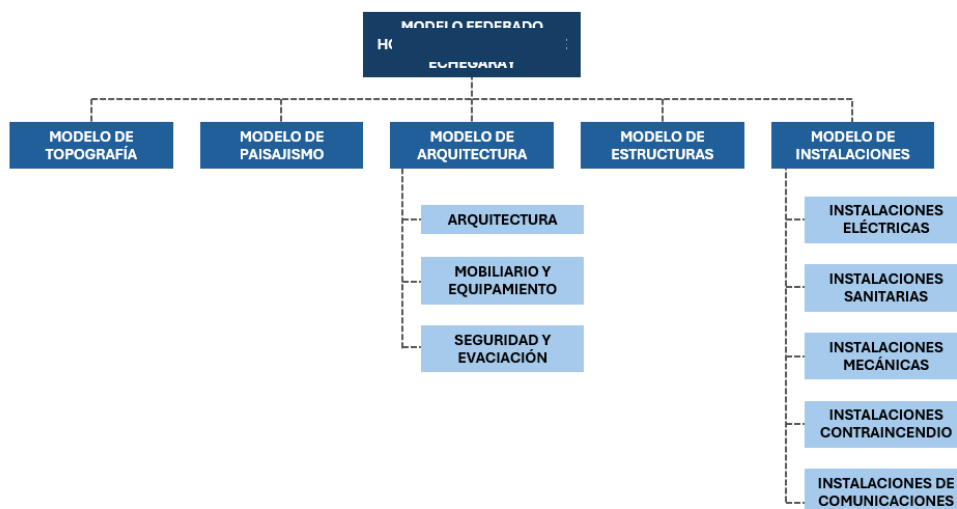 MODELO FEDERADO
ECHEGARAY
MODELO DE
TOPOGRAFÍA
MODELO DE
PAISAJISMO
MODELO DE
ARQUITECTURA
MODELO DE
ESTRUCTURAS
MODELO DE
INSTALACIONES
ARQUITECTURA
MOBILIARIO Y
EQUIPAMIENTO
SEGURIDAD Y
EVACIACIÓN
INSTALACIONES
ELÉCTRICAS
INSTALACIONES
SANITARIAS
INSTALACIONES
MECÁNICAS
INSTALACIONES
CONTRAINCENDIO
INSTALACIONES DE
COMUNICACIONES